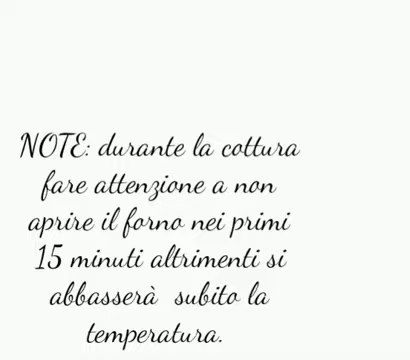 NOTE: durante la cottura
fare attenzione a non
aprire il forno nei primi
15 minuti altrimenti si
abbasserà subito la
temperatura.